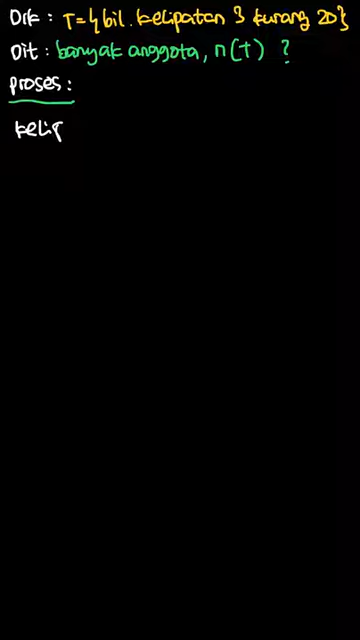 Dik : T = { bil. kelipatan 3 kurang 20}
Dit : banyak anggota, n(T) ?
proses :
kelip